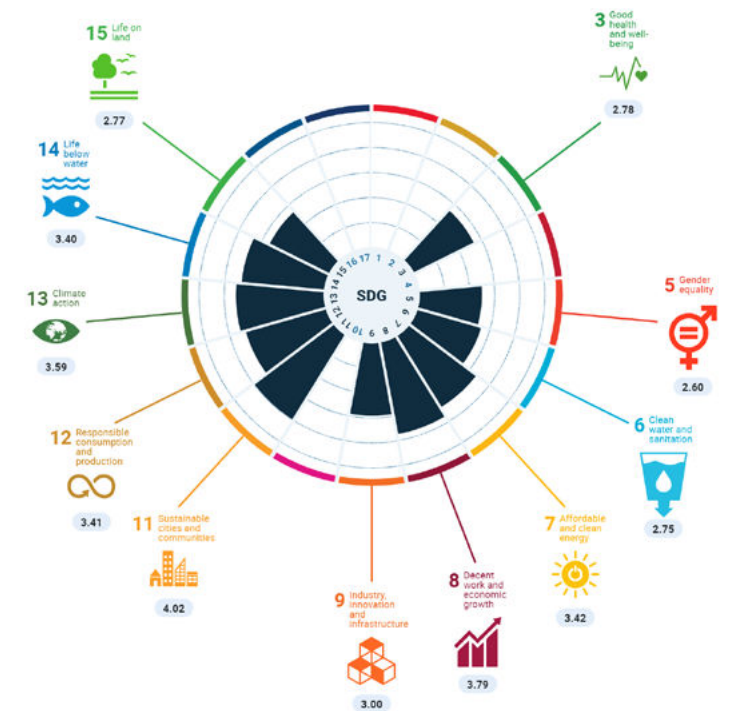 3 Good
health
and well-
being
2.78
5 Gender
equality
2.60
6 Clean
water and
sanitation
2.75
7 Affordable
and clean
energy
3.42
8 Decent
work and
economic
growth
3.79
9 Industry,
innovation
and
infrastructure
3.00
11 Sustainable
cities and
communities
4.02
12 Responsible
consumption
and
production
3.41
13 Climate
action
3.59
14 Life
below
water
3.40
15 Life on
land
2.77
SDG
1 2 3 4 5 6 7 8 9 10 11 12 13 14 15 16 17